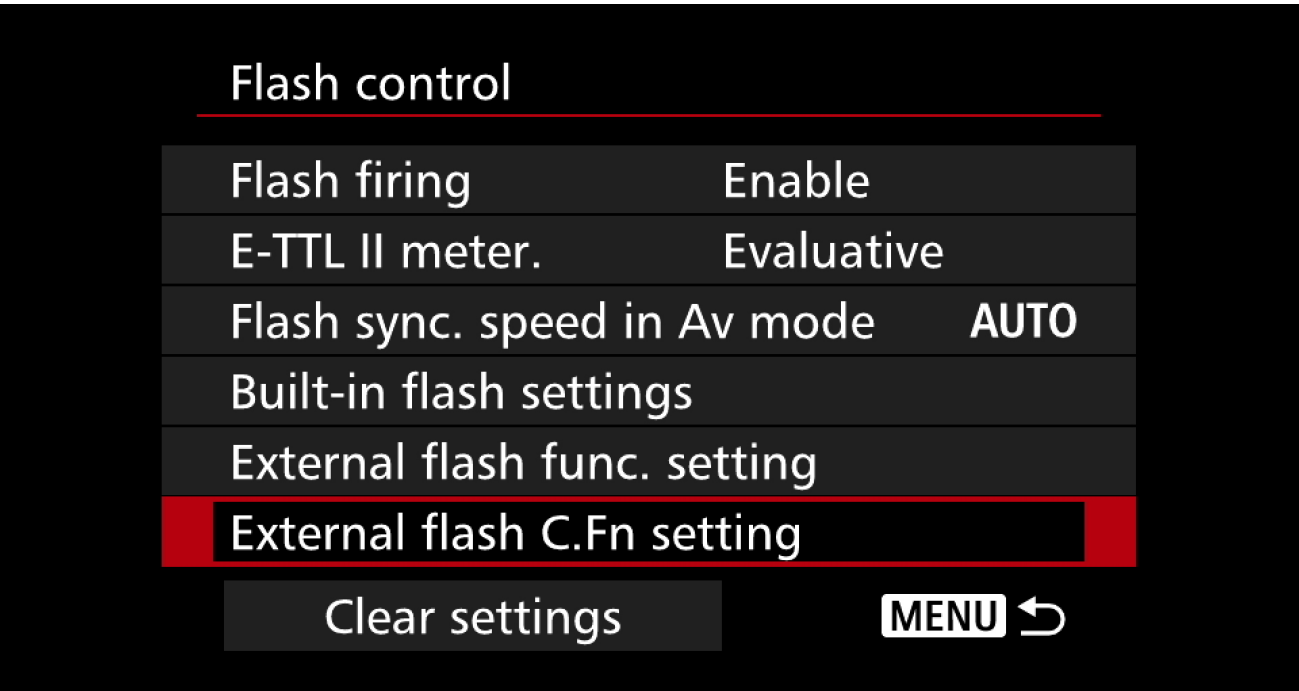 Flash control
Flash firing Enable
E-TTL II meter. Evaluative
Flash sync. speed in Av mode AUTO
Built-in flash settings
External flash func. setting
External flash C.Fn setting
Clear settings MENU